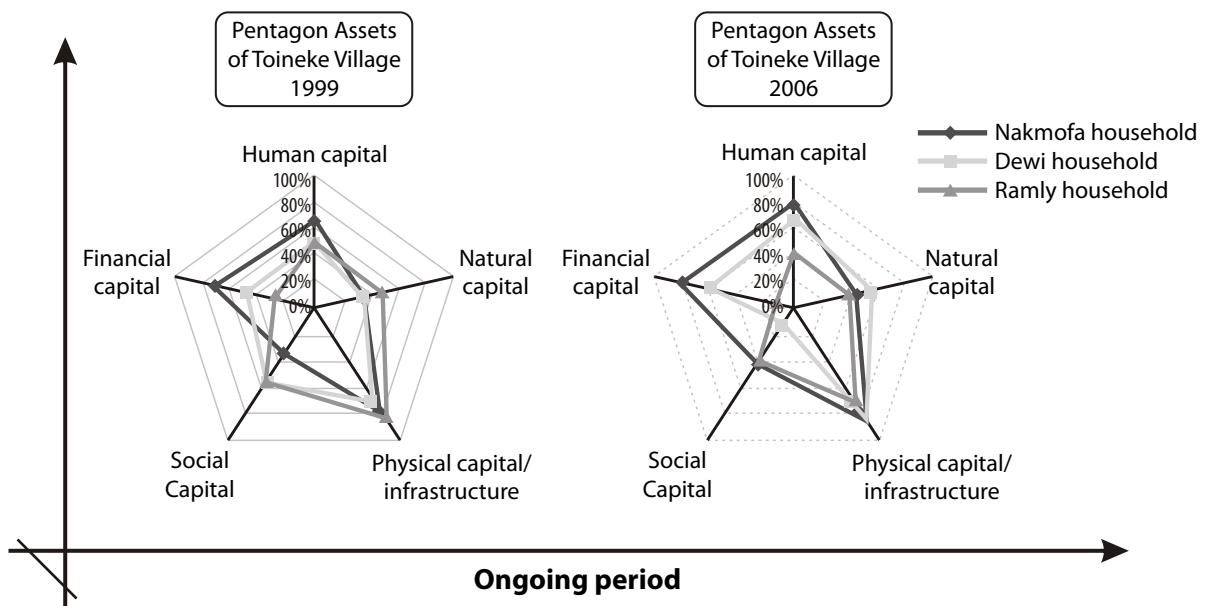 Pentagon Assets
of Toineke Village
1999
Pentagon Assets
of Toineke Village
2006
Nakmofa household
Dewi household
Ramly household
Human capital
100%
80%
60%
40%
20%
0%
Financial
capital
Natural
capital
Social
Capital
Physical capital/
infrastructure
Human capital
100%
80%
60%
40%
20%
0%
Financial
capital
Natural
capital
Social
Capital
Physical capital/
infrastructure
Ongoing period